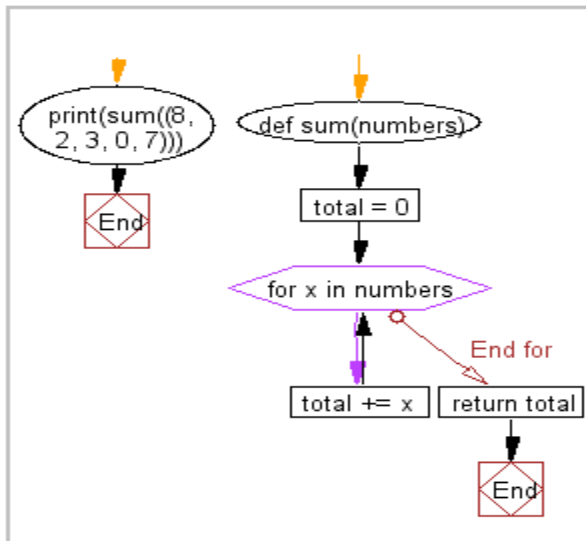 print(sum((8,
2, 3, 0, 7)))
End
def sum(numbers)
total = 0
for x in numbers
End for
total += x
return total
End